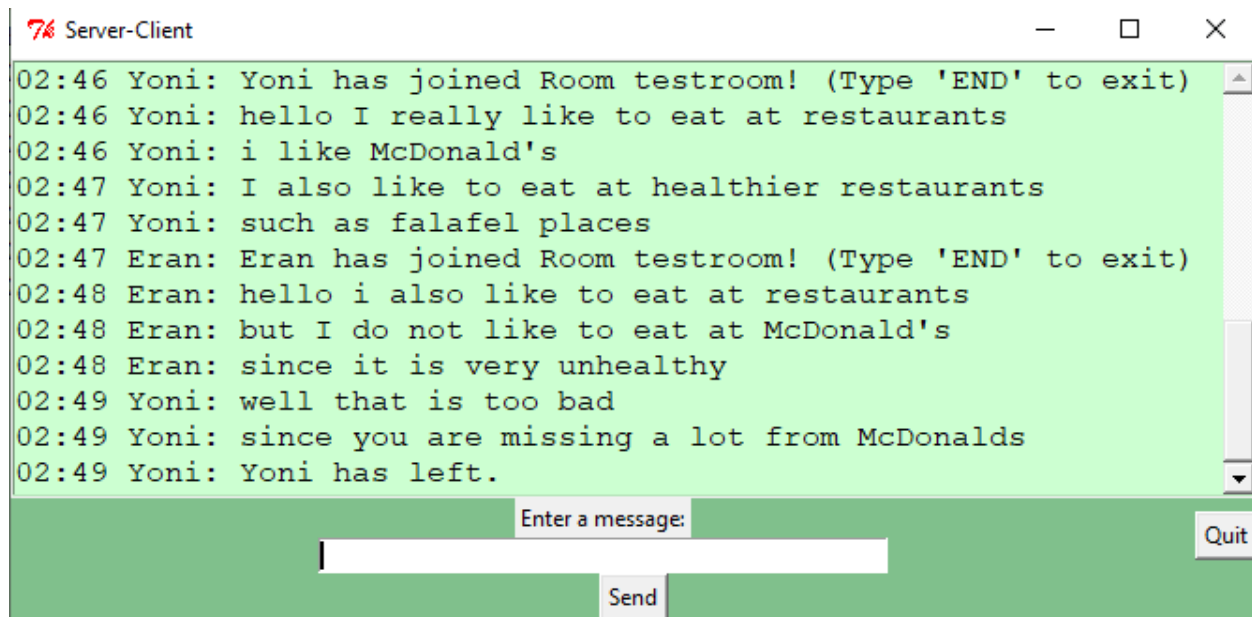 Server-Client
02:46 Yoni: Yoni has joined Room testroom! (Type 'END' to exit)
02:46 Yoni: hello I really like to eat at restaurants
02:46 Yoni: i like McDonald's
02:47 Yoni: I also like to eat at healthier restaurants
02:47 Yoni: such as falafel places
02:47 Eran: Eran has joined Room testroom! (Type 'END' to exit)
02:48 Eran: hello i also like to eat at restaurants
02:48 Eran: but I do not like to eat at McDonald's
02:48 Eran: since it is very unhealthy
02:49 Yoni: well that is too bad
02:49 Yoni: since you are missing a lot from McDonalds
02:49 Yoni: Yoni has left.
Enter a message:
Quit
Send